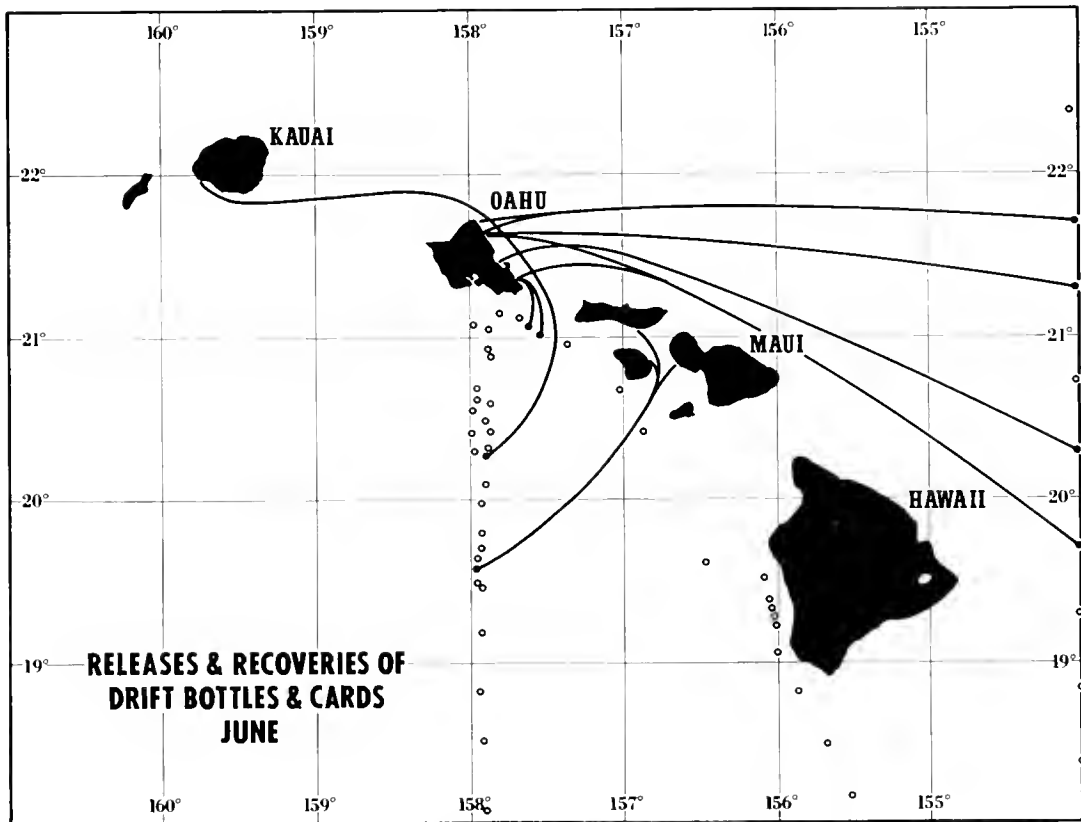 160° 159° 158° 157° 156° 155°
KAUAI
22° 22°
OAHU
21° 21°
MAUI
20° 20°
HAWAII
19° 19°
RELEASES & RECOVERIES OF
DRIFT BOTTLES & CARDS
JUNE
160° 159° 158° 157° 156° 155°